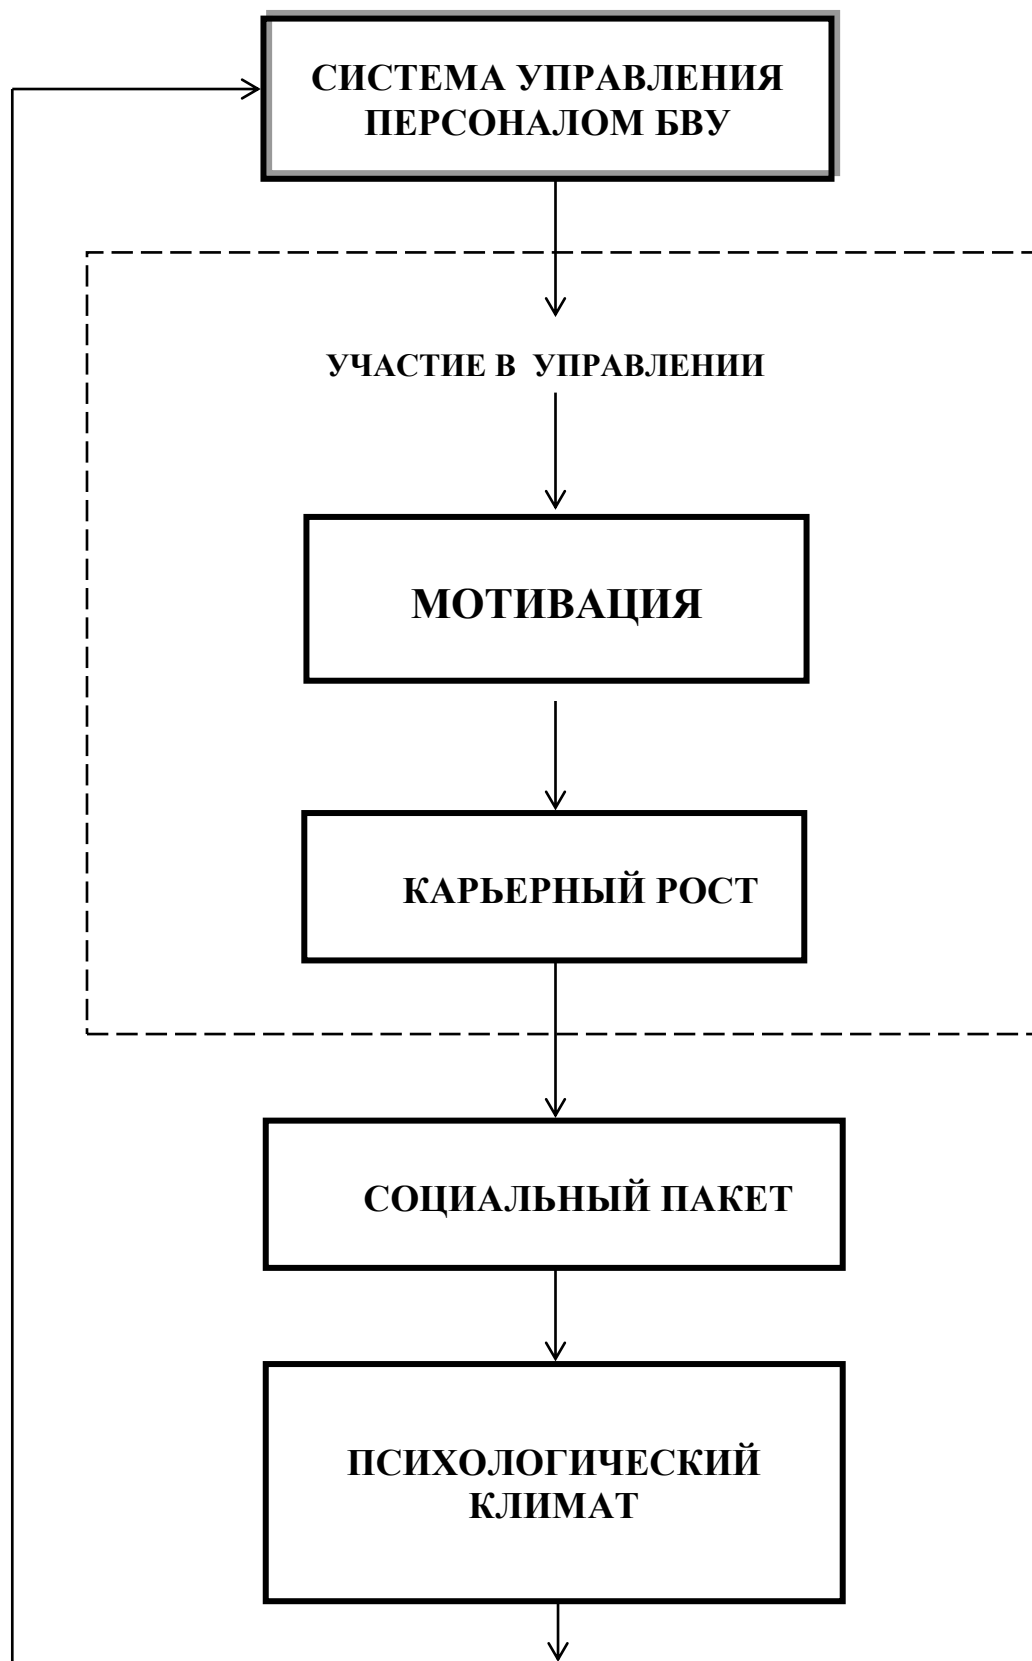 СИСТЕМА УПРАВЛЕНИЯ
ПЕРСОНАЛОМ БВУ
УЧАСТИЕ В УПРАВЛЕНИИ
МОТИВАЦИЯ
КАРЬЕРНЫЙ РОСТ
СОЦИАЛЬНЫЙ ПАКЕТ
ПСИХОЛОГИЧЕСКИЙ
КЛИМАТ